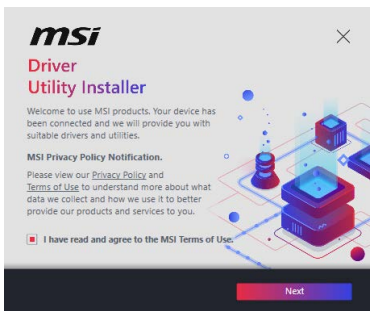 msi
Driver
Utility Installer
Welcome to use MSI products. Your device has
been connected and we will provide you with
suitable drivers and utilities.
MSI Privacy Policy Notification.
Please view our Privacy Policy and
Terms of Use to understand more about what
data we collect and how we use it to better
provide our products and services to you.
I have read and agree to the MSI Terms of Use.
Next